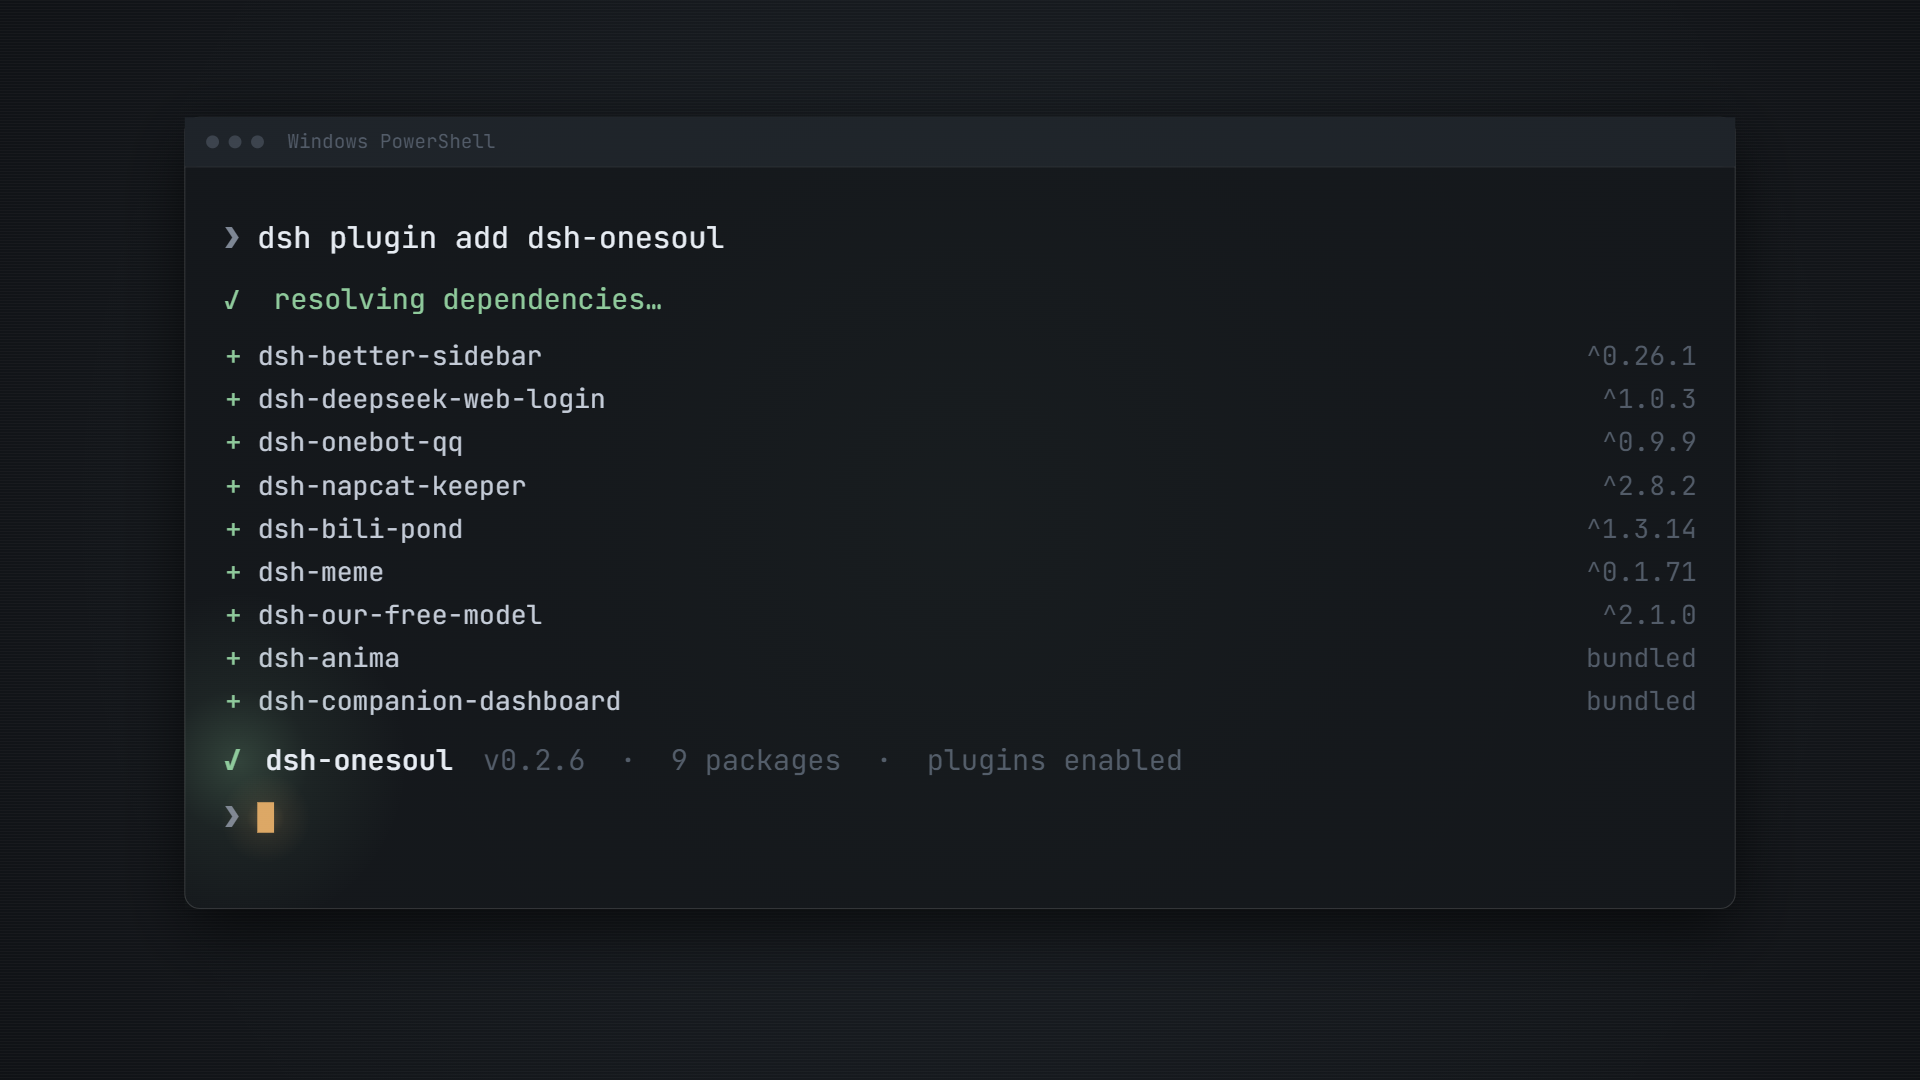 Windows PowerShell
❯ dsh plugin add dsh-onesoul
✓ resolving dependencies…
+ dsh-better-sidebar ^0.26.1
+ dsh-deepseek-web-login ^1.0.3
+ dsh-onebot-qq ^0.9.9
+ dsh-napcat-keeper ^2.8.2
+ dsh-bili-pond ^1.3.14
+ dsh-meme ^0.1.71
+ dsh-our-free-model ^2.1.0
+ dsh-anima bundled
+ dsh-companion-dashboard bundled
✓ dsh-onesoul v0.2.6 · 9 packages · plugins enabled
❯